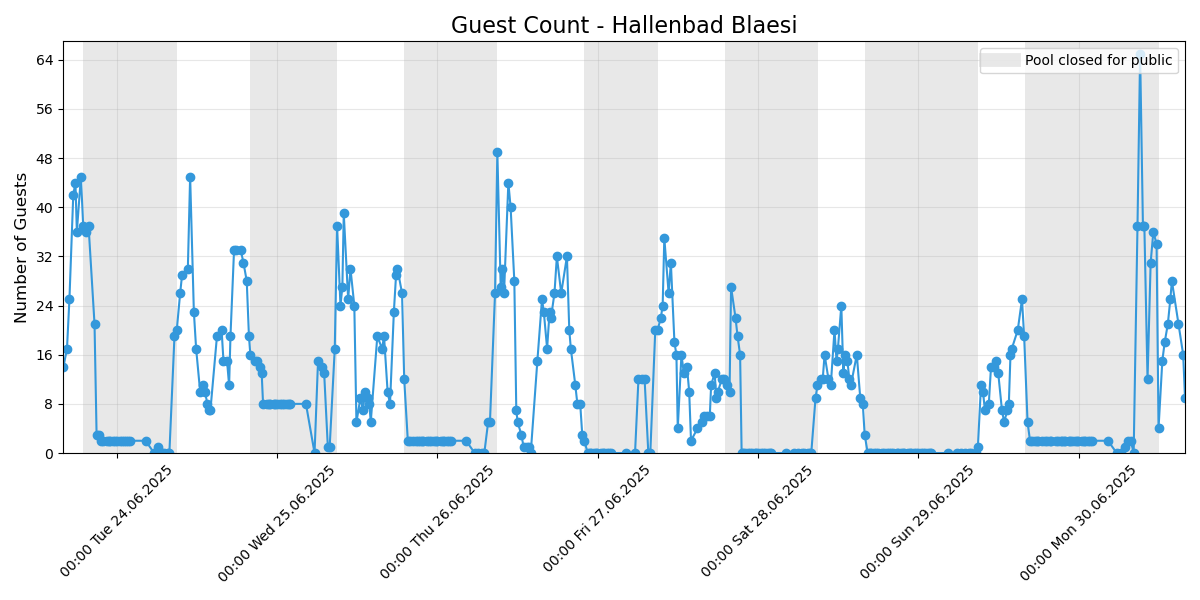 Guest Count - Hallenbad Blaesi
Pool closed for public
Number of Guests
64
56
48
40
32
24
16
8
0
00:00 Tue 24.06.2025
00:00 Wed 25.06.2025
00:00 Thu 26.06.2025
00:00 Fri 27.06.2025
00:00 Sat 28.06.2025
00:00 Sun 29.06.2025
00:00 Mon 30.06.2025